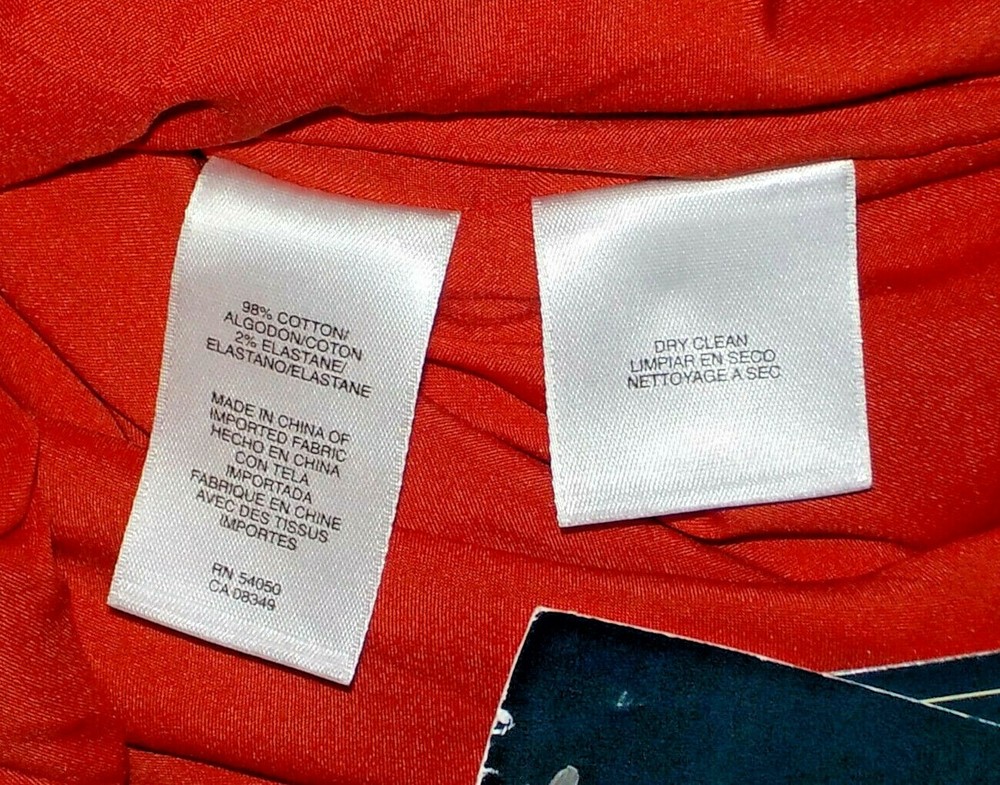 98% COTTON/
ALGODON/COTON
2% ELASTANE/
ELASTANO/ELASTANE
MADE IN CHINA OF
IMPORTED FABRIC
HECHO EN CHINA
CON TELA
IMPORTADA
FABRIQUE EN CHINE
AVEC DES TISSUS
IMPORTES
RN 54050
CA 08349
DRY CLEAN
LIMPIAR EN SECO
NETTOYAGE A SEC